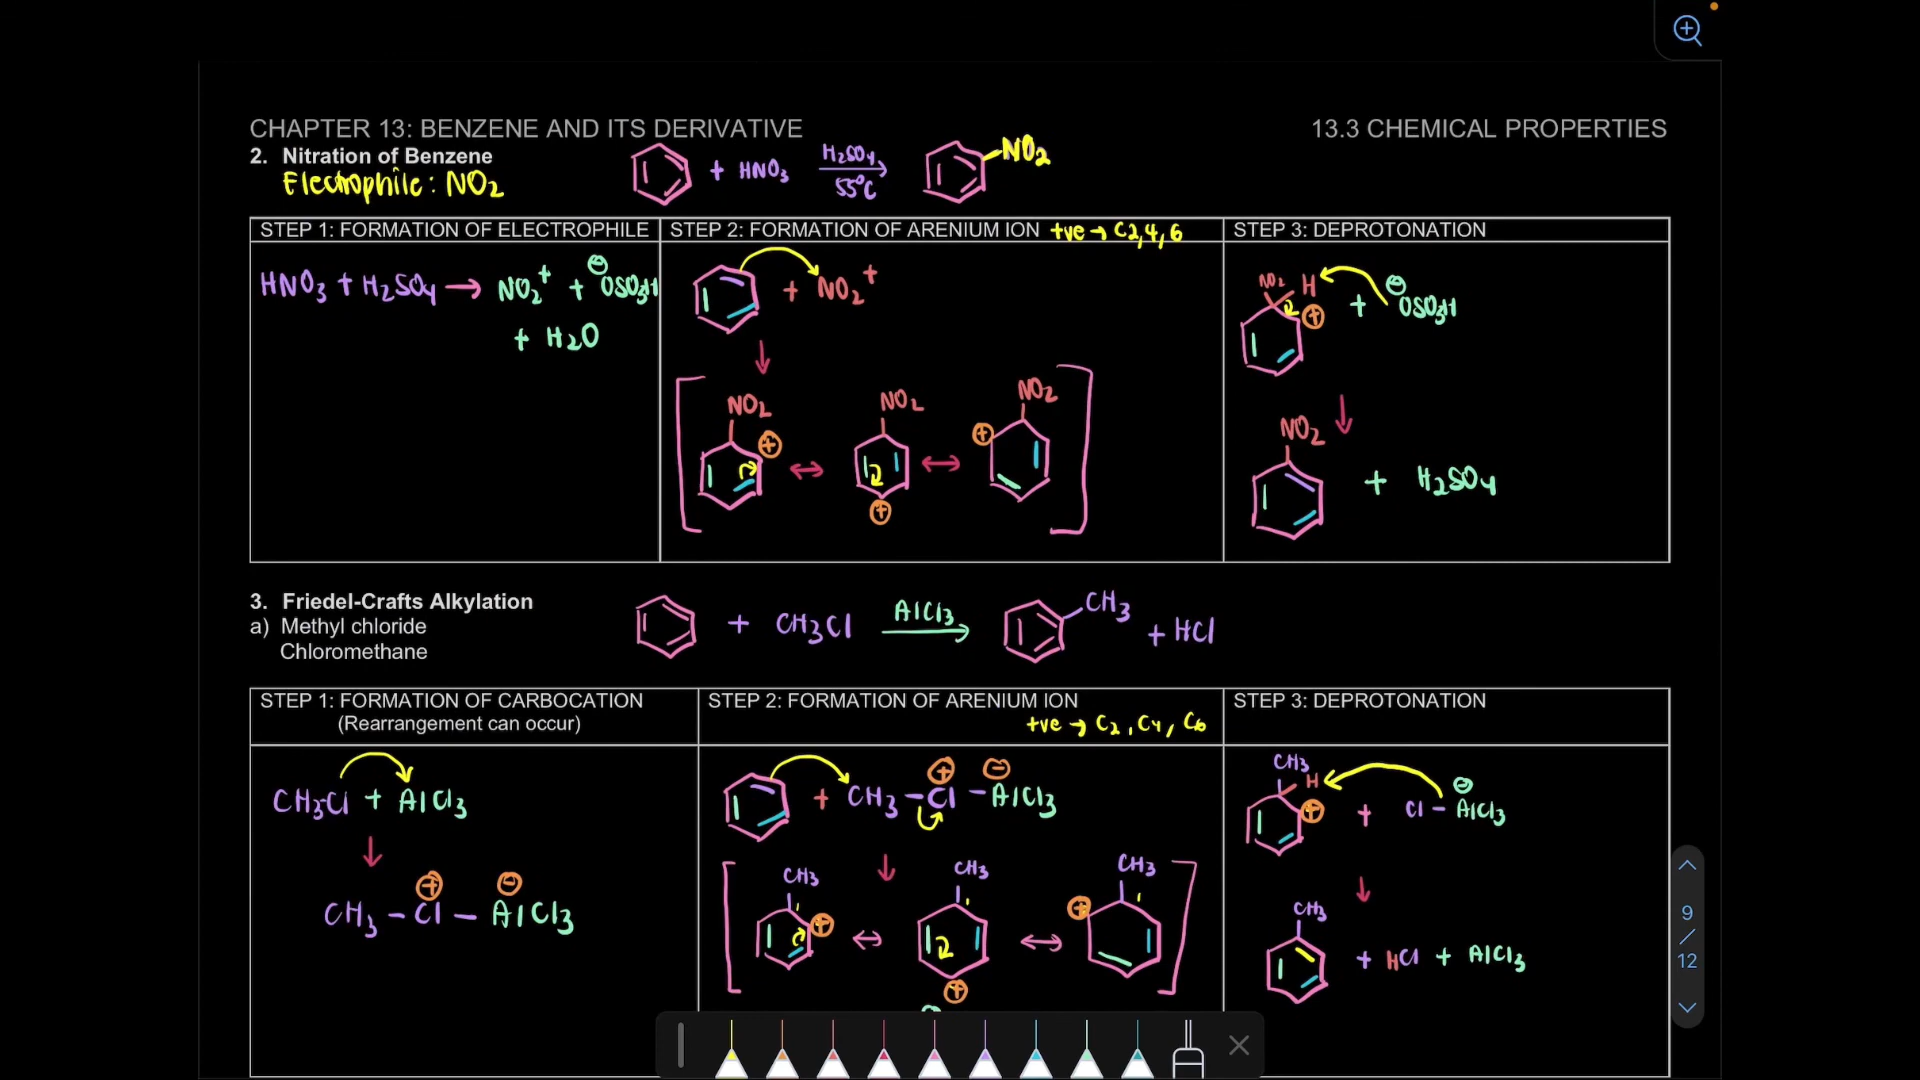 CHAPTER 13: BENZENE AND ITS DERIVATIVE
13.3 CHEMICAL PROPERTIES
2. Nitration of Benzene
Electrophile: NO2
+ HNO3 H2SO4 55°C NO2
STEP 1: FORMATION OF ELECTROPHILE
HNO3 + H2SO4 → NO2+ + ⊖OSO3H
+ H2O
STEP 2: FORMATION OF ARENIUM ION +ve → C2,4,6
+ NO2+
↓
NO2 NO2 NO2
⊕ ↔ ↔ ⊕
⊕
STEP 3: DEPROTONATION
NO2 H ⊕ + ⊖OSO3H
↓
NO2
+ H2SO4
3. Friedel-Crafts Alkylation
a) Methyl chloride
Chloromethane
+ CH3Cl AlCl3 → CH3 + HCl
STEP 1: FORMATION OF CARBOCATION
(Rearrangement can occur)
CH3-Cl + AlCl3
↓
⊕ ⊖
CH3 – Cl – AlCl3
STEP 2: FORMATION OF ARENIUM ION
+ve → C2, C4, C6
⊕ ⊖
+ CH3 – Cl – AlCl3
↓
CH3 CH3 CH3
⊕ ↔ ↔ ⊕
⊕
STEP 3: DEPROTONATION
CH3 H ⊕ + Cl – ⊖AlCl3
↓
CH3
+ HCl + AlCl3
9
/
12